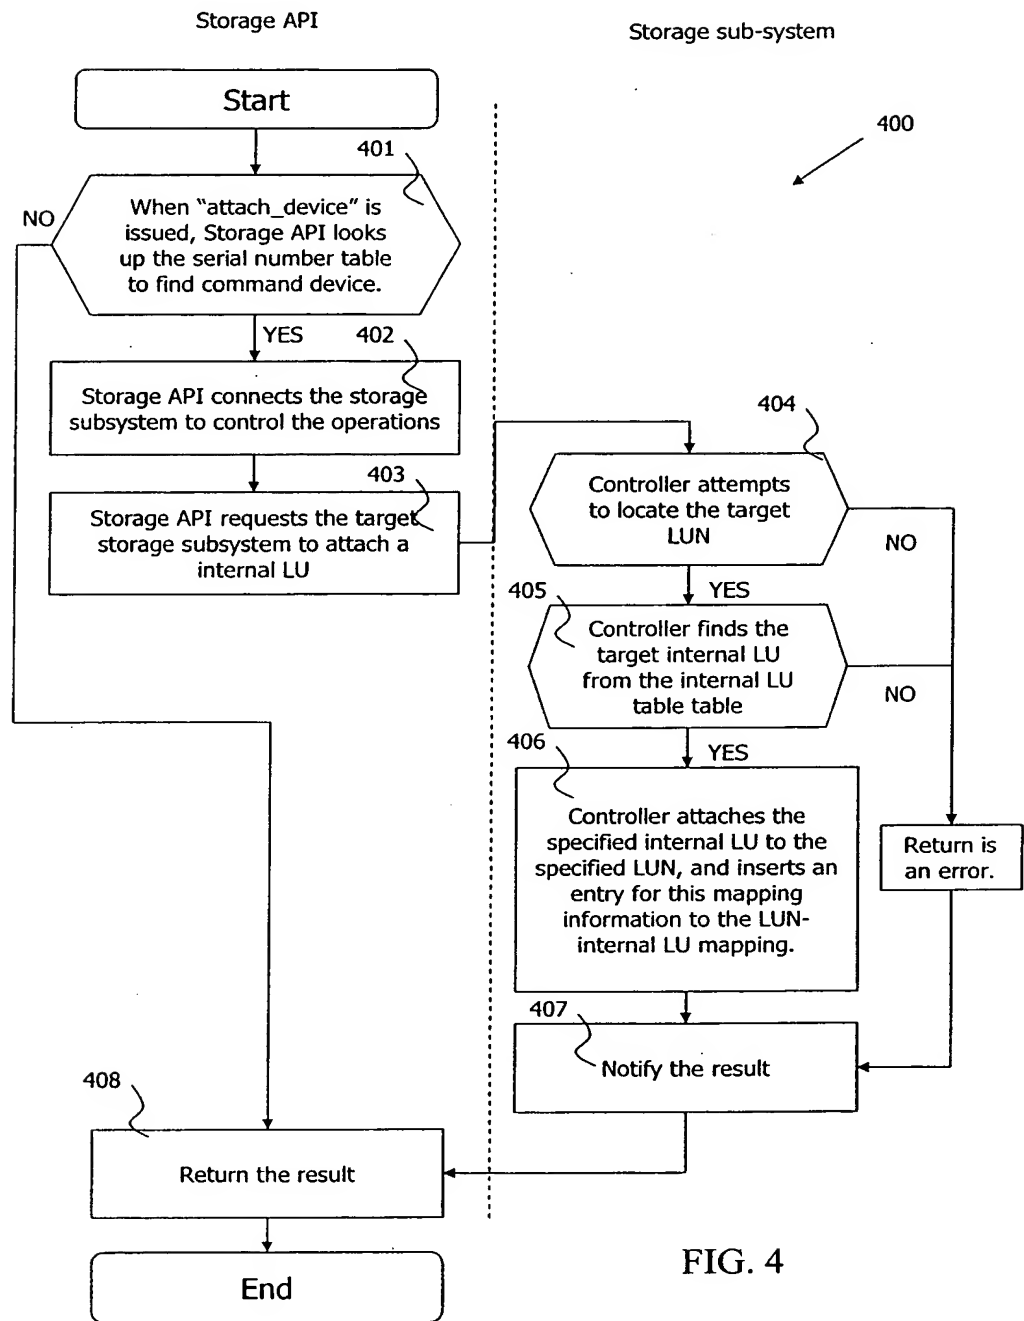 Storage API
Storage sub-system
Start
400
401
When “attach_device” is
issued, Storage API looks
up the serial number table
to find command device.
NO
YES
402
Storage API connects the storage
subsystem to control the operations
403
Storage API requests the target
storage subsystem to attach a
internal LU
404
Controller attempts
to locate the target
LUN
NO
YES
405
Controller finds the
target internal LU
from the internal LU
table table
NO
YES
406
Controller attaches the
specified internal LU to the
specified LUN, and inserts an
entry for this mapping
information to the LUN-
internal LU mapping.
Return is
an error.
407
Notify the result
408
Return the result
End
FIG. 4